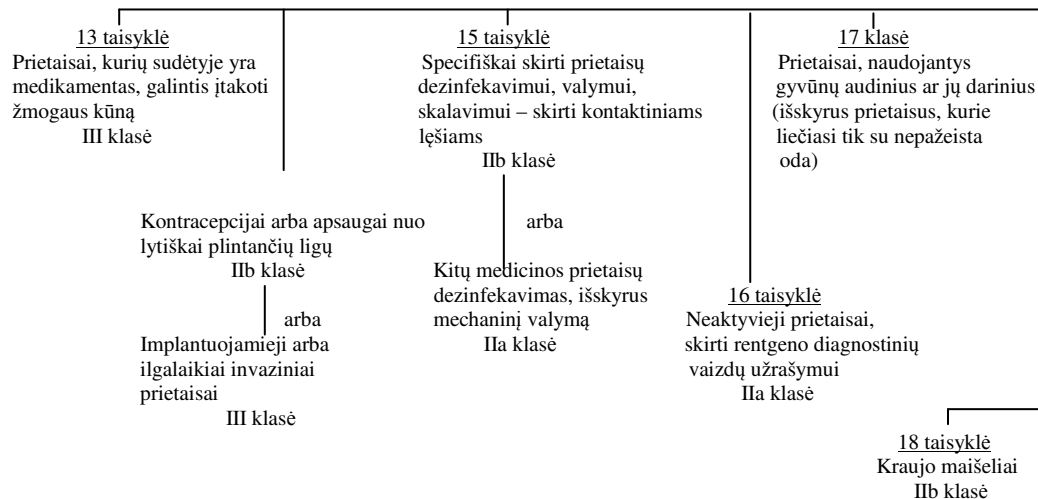 13 taisyklė
Prietaisai, kurių sudėtyje yra
medikamentas, galintis įtakoti
žmogaus kūną
III klasė
Kontracepcijai arba apsaugai nuo
lytiškai plintančių ligų
IIb klasė
arba
Implantuojamieji arba
ilgalaikiai invaziniai
prietaisai
III klasė
15 taisyklė
Specifiškai skirti prietaisų
dezinfekavimui, valymui,
skalavimui – skirti kontaktiniams
lęšiams
IIb klasė
arba
Kitų medicinos prietaisų
dezinfekavimas, išskyrus
mechaninį valymą
IIa klasė
16 taisyklė
Neaktyvieji prietaisai,
skirti rentgeno diagnostinių
vaizdų užrašymui
IIa klasė
17 klasė
Prietaisai, naudojantys
gyvūnų audinius ar jų darinius
(išskyrus prietaisus, kurie
liečiasi tik su nepažeista
oda)
18 taisyklė
Kraujo maišeliai
IIb klasė